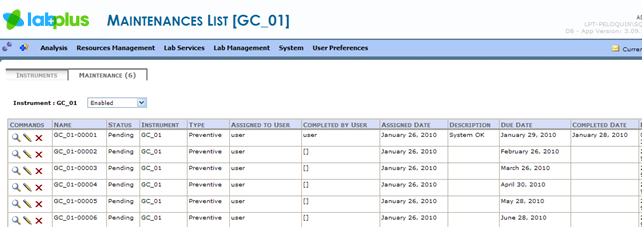 labplus MAINTENANCES LIST [GC_01]
LPT-PELOQUIN\SQ
DB - App Version: 3.09.
Analysis Resources Management Lab Services Lab Management System User Preferences Curren
INSTRUMENTS MAINTENANCE (6)
Instrument : GC_01 Enabled
COMMANDS NAME STATUS INSTRUMENT TYPE ASSIGNED TO USER COMPLETED BY USER ASSIGNED DATE DESCRIPTION DUE DATE COMPLETED DATE
GC_01-00001 Pending GC_01 Preventive user user January 26, 2010 System OK January 29, 2010 January 28, 2010
GC_01-00002 Pending GC_01 Preventive user [] January 26, 2010 February 26, 2010
GC_01-00003 Pending GC_01 Preventive user [] January 26, 2010 March 26, 2010
GC_01-00004 Pending GC_01 Preventive user [] January 26, 2010 April 30, 2010
GC_01-00005 Pending GC_01 Preventive user [] January 26, 2010 May 28, 2010
GC_01-00006 Pending GC_01 Preventive user [] January 26, 2010 June 28, 2010